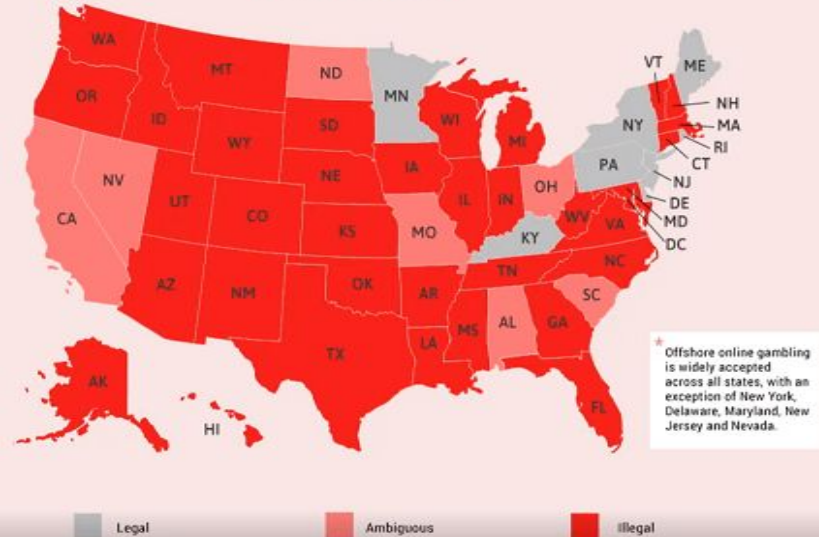 WA
MT
ND
MN
VT
ME
OR
ID
SD
WI
MI
NY
NH
MA
RI
CT
WY
IA
NE
PA
NJ
NV
UT
CO
IL
IN
OH
DE
MD
DC
CA
KS
MO
KY
WV
VA
AZ
NM
OK
AR
TN
NC
SC
MS
AL
GA
TX
LA
FL
AK
HI
*
Offshore online gambling
is widely accepted
across all states, with an
exception of New York,
Delaware, Maryland, New
Jersey and Nevada.
Legal
Ambiguous
Illegal